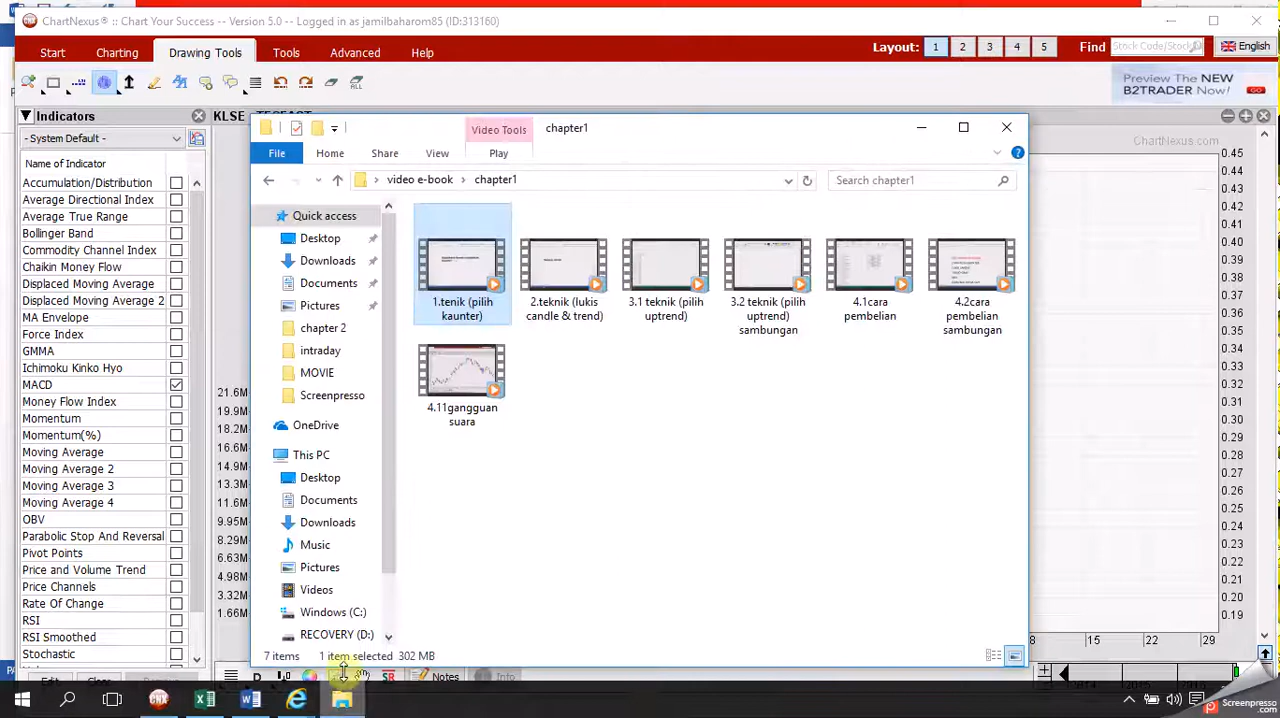 ChartNexus® :: Chart Your Success -- Version 5.0 -- Logged in as jamilbaharom85 (ID:313160)
Start Charting Drawing Tools Tools Advanced Help
Layout: 1 2 3 4 5 Find Stock Code/Stock English
Preview The NEW
B2TRADER Now! GO
ALL
Indicators
KLSE
- System Default -
Name of Indicator
Accumulation/Distribution
Average Directional Index
Average True Range
Bollinger Band
Commodity Channel Index
Chaikin Money Flow
Displaced Moving Average
Displaced Moving Average 2
MA Envelope
Force Index
GMMA
Ichimoku Kinko Hyo
MACD
Money Flow Index
Momentum
Momentum(%)
Moving Average
Moving Average 2
Moving Average 3
Moving Average 4
OBV
Parabolic Stop And Reversal
Pivot Points
Price and Volume Trend
Price Channels
Rate Of Change
RSI
RSI Smoothed
Stochastic
21.6M
19.9M
18.2M
16.6M
14.9M
13.2M
11.6M
9.95M
8.29M
6.63M
4.98M
3.32M
1.66M
Video Tools
chapter1
File Home Share View Play
video e-book chapter1
Search chapter1
Quick access
Desktop
Downloads
Documents
Pictures
chapter 2
intraday
MOVIE
Screenpresso
OneDrive
This PC
Desktop
Documents
Downloads
Music
Pictures
Videos
Windows (C:)
RECOVERY (D:)
1.tenik (pilih
kaunter)
2.teknik (lukis
candle & trend)
3.1 teknik (pilih
uptrend)
3.2 teknik (pilih
uptrend)
sambungan
4.1cara
pembelian
4.2cara
pembelian
sambungan
4.11gangguan
suara
7 items 1 item selected 302 MB
ChartNexus.com
0.45
0.44
0.43
0.42
0.41
0.40
0.39
0.38
0.37
0.36
0.35
0.34
0.33
0.32
0.31
0.30
0.29
0.28
0.27
0.26
0.25
0.24
0.23
0.22
0.21
0.20
0.19
15 22 29
D SR Notes Info
Screenpresso
.com